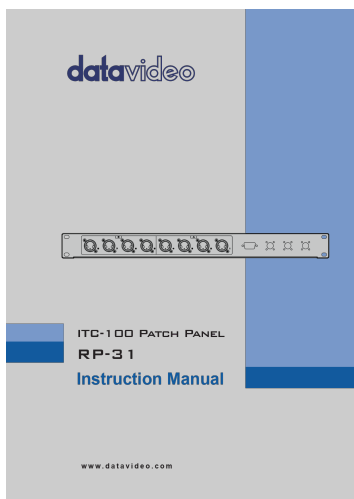 datavideo
ITC-100 PATCH PANEL
RP-31
Instruction Manual
www.datavideo.com